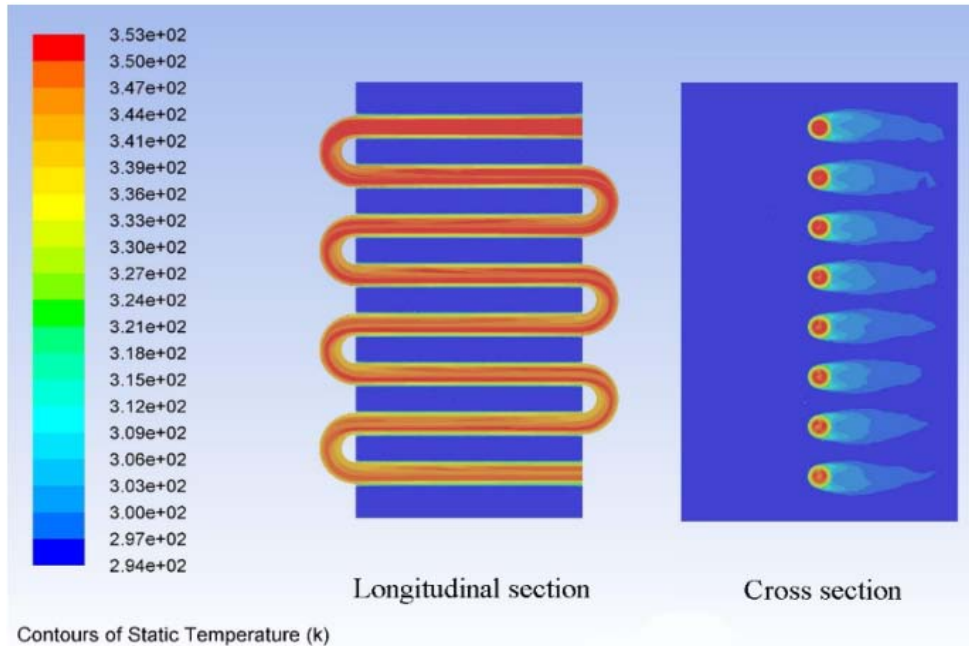 3.53e+02
3.50e+02
3.47e+02
3.44e+02
3.41e+02
3.39e+02
3.36e+02
3.33e+02
3.30e+02
3.27e+02
3.24e+02
3.21e+02
3.18e+02
3.15e+02
3.12e+02
3.09e+02
3.06e+02
3.03e+02
3.00e+02
2.97e+02
2.94e+02
Longitudinal section
Cross section
Contours of Static Temperature (k)